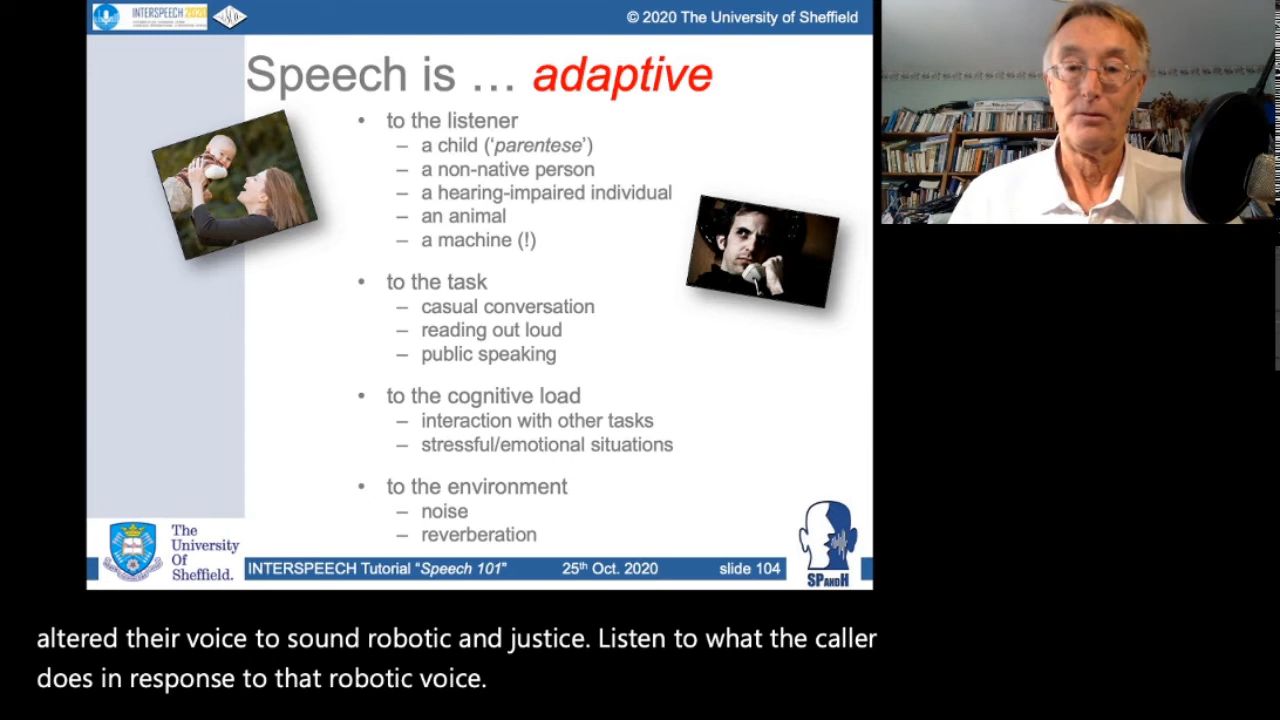 INTERSPEECH 2020
© 2020 The University of Sheffield
Speech is … adaptive
• to the listener
– a child (‘parentese’)
– a non-native person
– a hearing-impaired individual
– an animal
– a machine (!)
• to the task
– casual conversation
– reading out loud
– public speaking
• to the cognitive load
– interaction with other tasks
– stressful/emotional situations
• to the environment
– noise
– reverberation
The
University
Of
Sheffield.
SPANDH
INTERSPEECH Tutorial “Speech 101” 25th Oct. 2020 slide 104
altered their voice to sound robotic and justice. Listen to what the caller
does in response to that robotic voice.